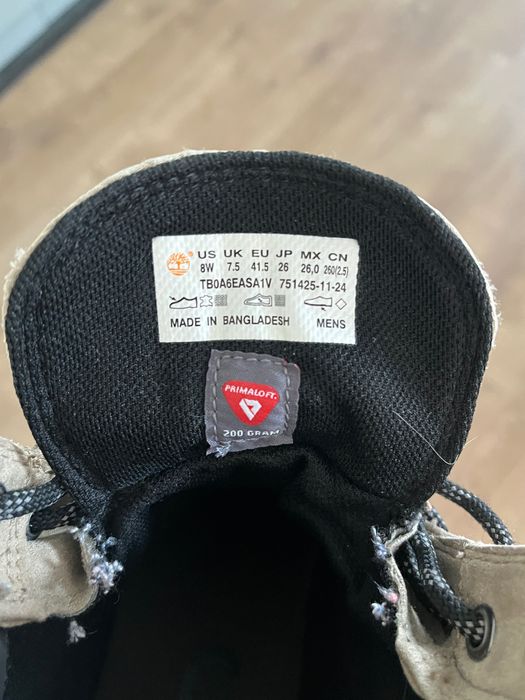 US UK EU JP MX CN
8W 7.5 41.5 26 26,0 260(2.5)
TB0A6EASA1V 751425-11-24
MADE IN BANGLADESH MENS
PRIMALOFT.
200 GRAM